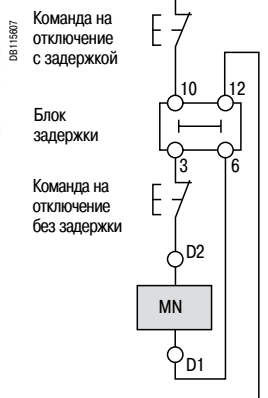 DB115607
Команда на
отключение
с задержкой
10
12
Блок
задержки
3
6
Команда на
отключение
без задержки
D2
MN
D1